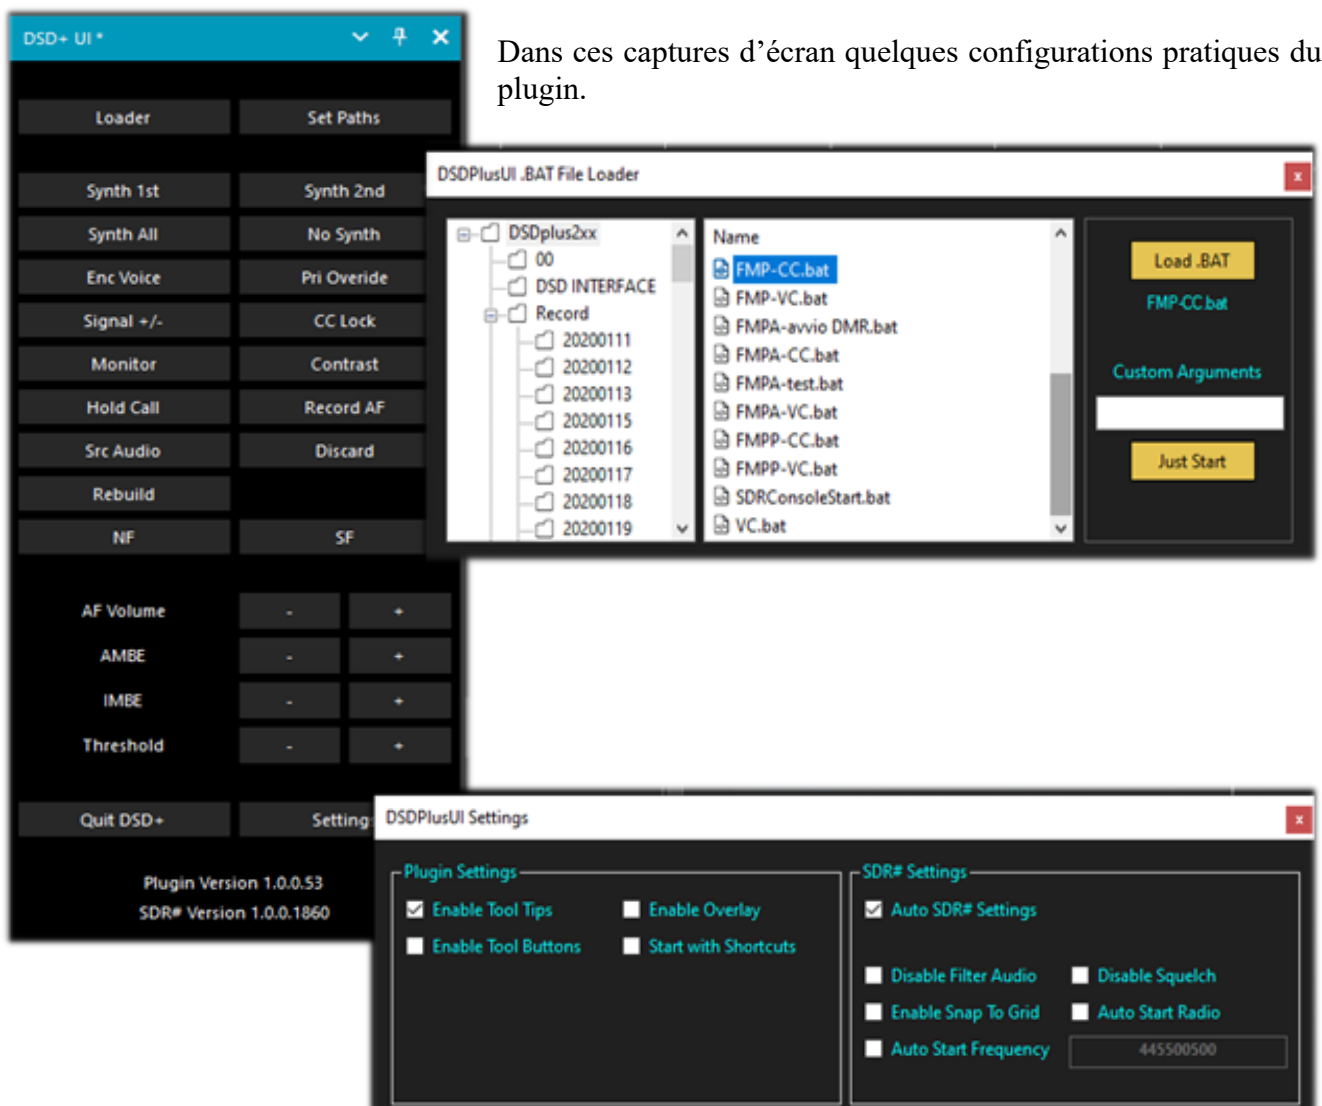 DSD+ UI *
Dans ces captures d’écran quelques configurations pratiques du
plugin.
Loader Set Paths
Synth 1st Synth 2nd
Synth All No Synth
Enc Voice Pri Overide
Signal +/- CC Lock
Monitor Contrast
Hold Call Record AF
Src Audio Discard
Rebuild
NF SF
AF Volume - +
AMBE - +
IMBE - +
Threshold - +
Quit DSD+ Setting
Plugin Version 1.0.0.53
SDR# Version 1.0.0.1860
DSDPlusUI .BAT File Loader
x
DSDplus2xx
00
DSD INTERFACE
Record
20200111
20200112
20200113
20200115
20200116
20200117
20200118
20200119
Name
FMP-CC.bat
FMP-VC.bat
FMPA-avvio DMR.bat
FMPA-CC.bat
FMPA-test.bat
FMPA-VC.bat
FMPP-CC.bat
FMPP-VC.bat
SDRConsoleStart.bat
VC.bat
Load .BAT
FMP-CC.bat
Custom Arguments
Just Start
DSDPlusUI Settings
x
Plugin Settings
Enable Tool Tips Enable Overlay
Enable Tool Buttons Start with Shortcuts
SDR# Settings
Auto SDR# Settings
Disable Filter Audio Disable Squelch
Enable Snap To Grid Auto Start Radio
Auto Start Frequency 445500500